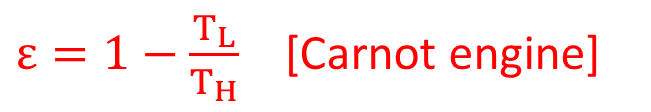 ε = 1 − T_L/T_H [Carnot engine]